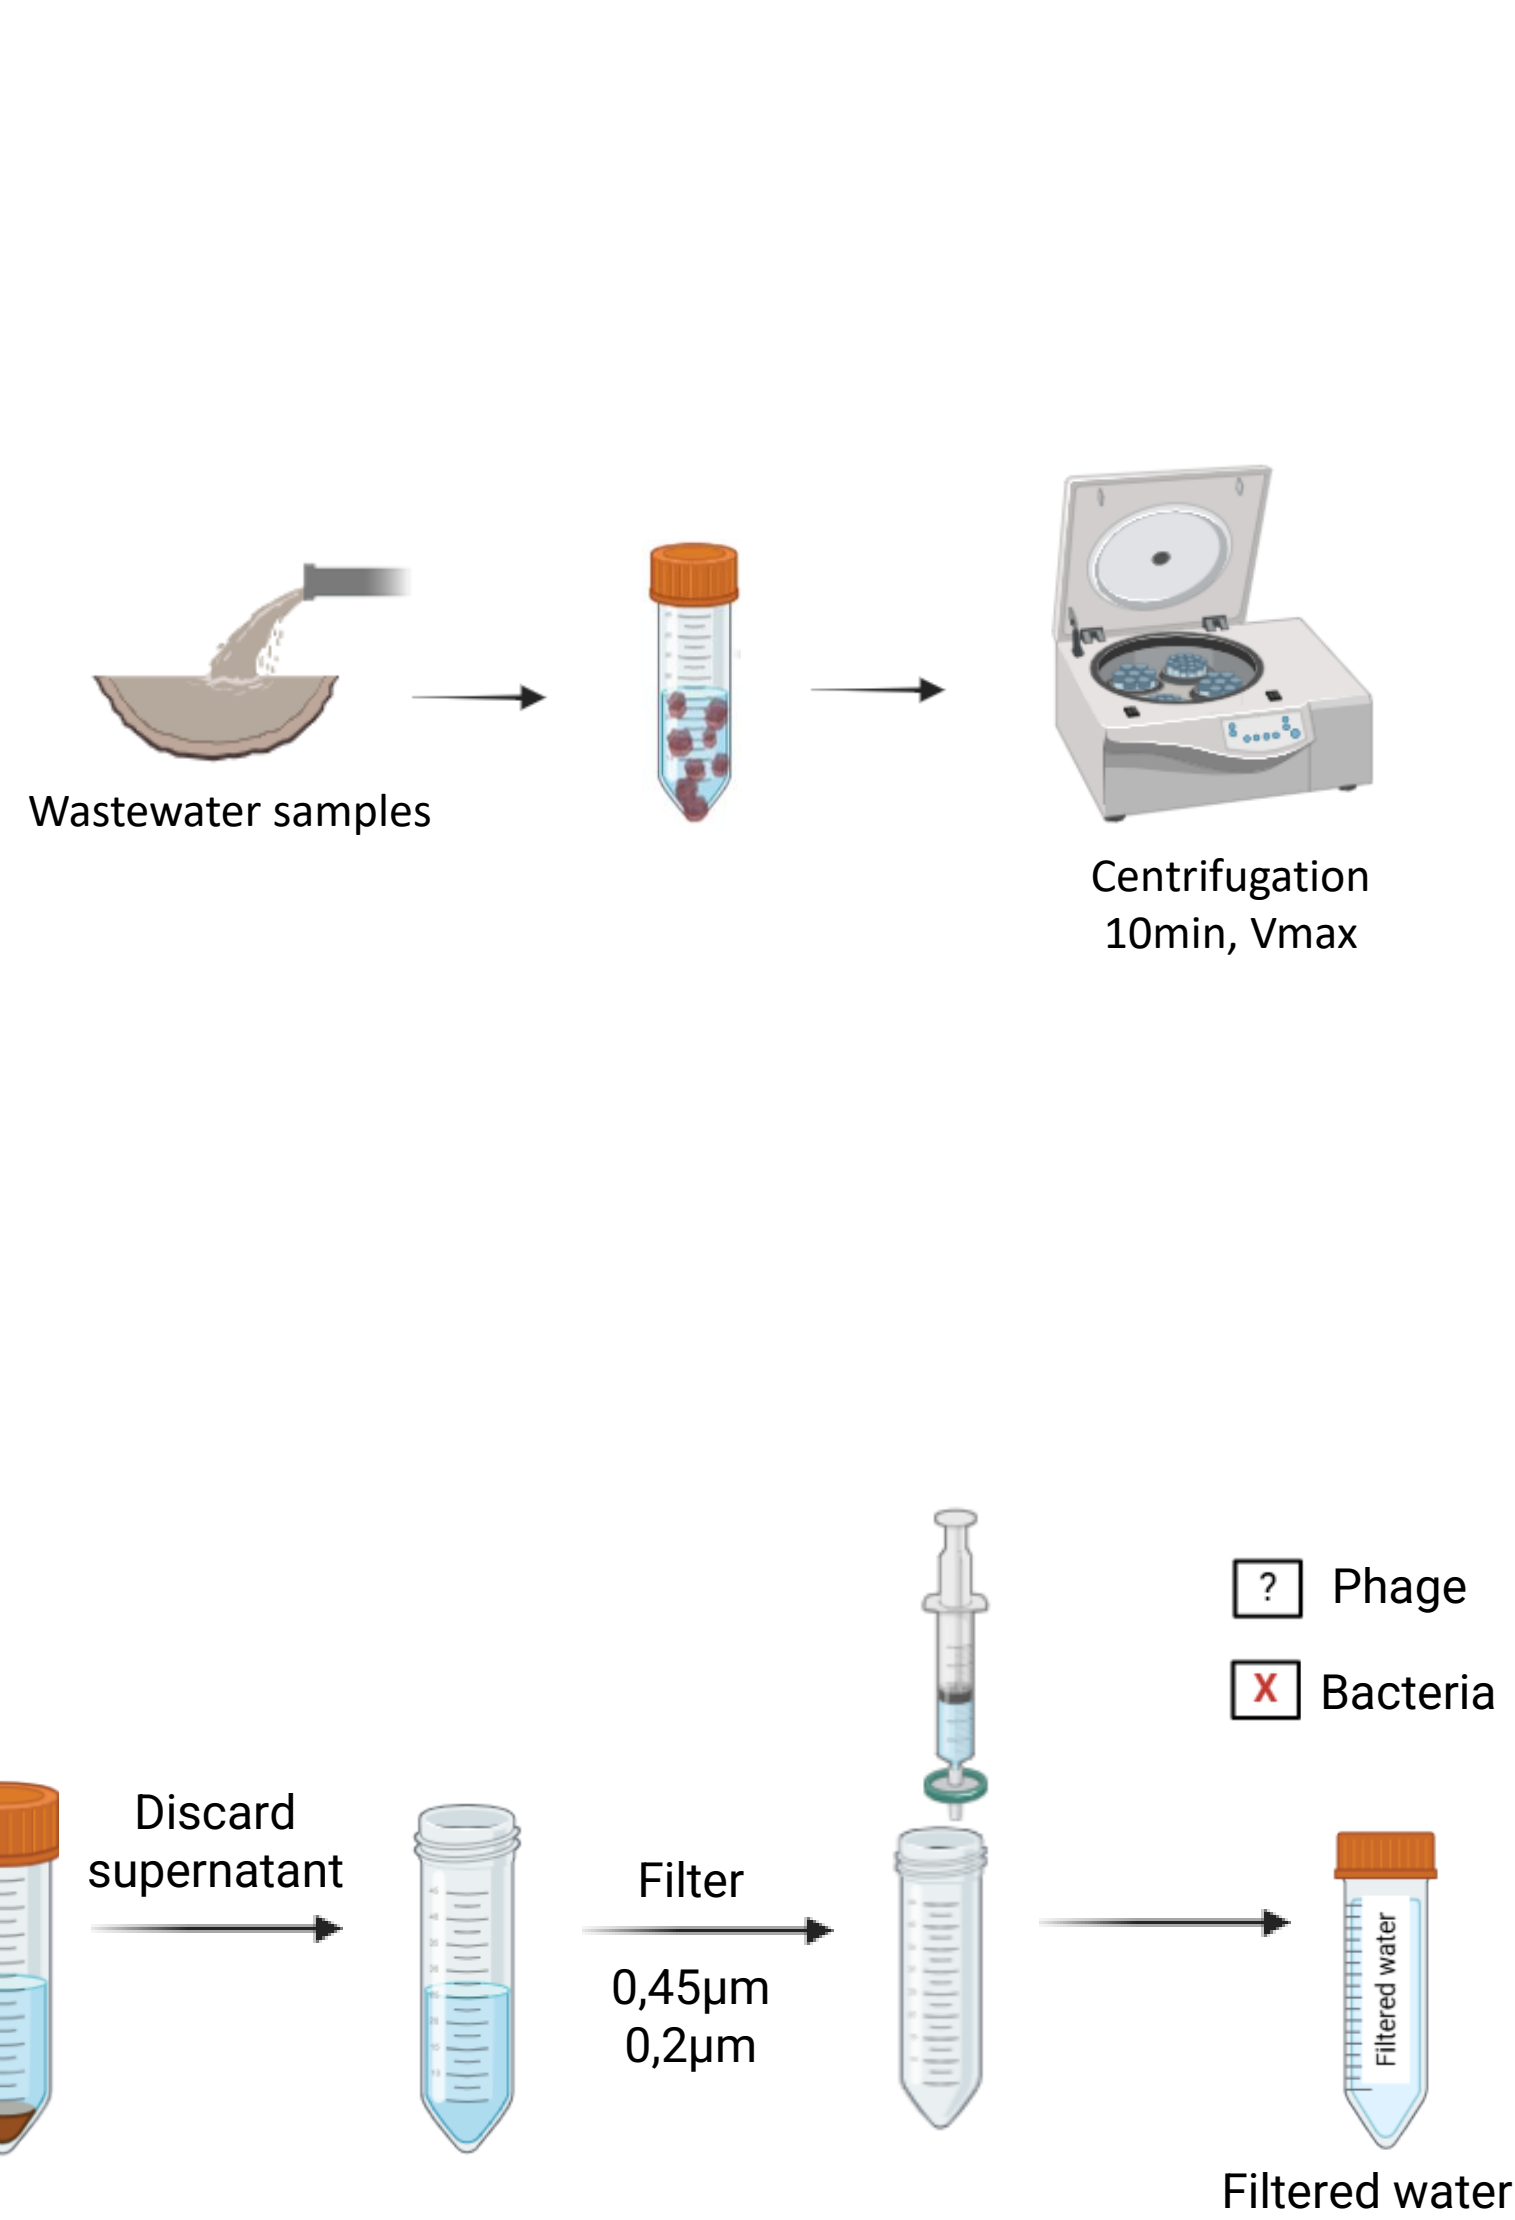 Wastewater samples
Centrifugation
10min, Vmax
?
Phage
X
Bacteria
Discard
supernatant
Filter
0,45µm
0,2µm
Filtered water
Filtered water